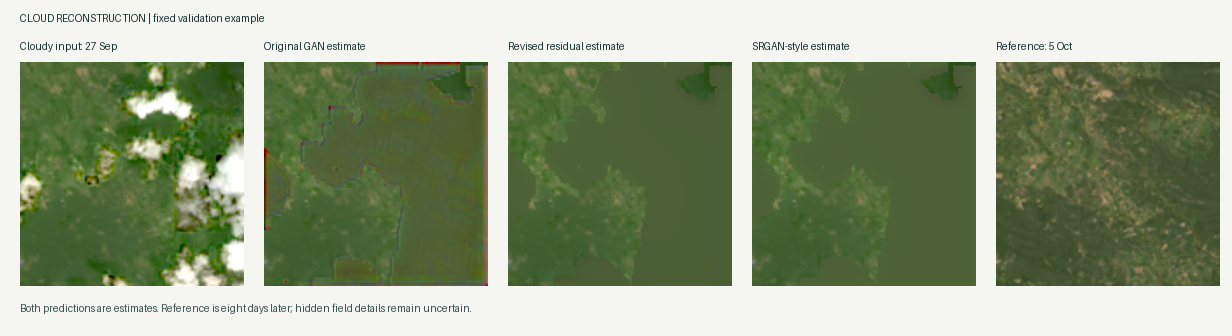 CLOUD RECONSTRUCTION | fixed validation example
Cloudy input: 27 Sep
Original GAN estimate
Revised residual estimate
SRGAN-style estimate
Reference: 5 Oct
Both predictions are estimates. Reference is eight days later; hidden field details remain uncertain.